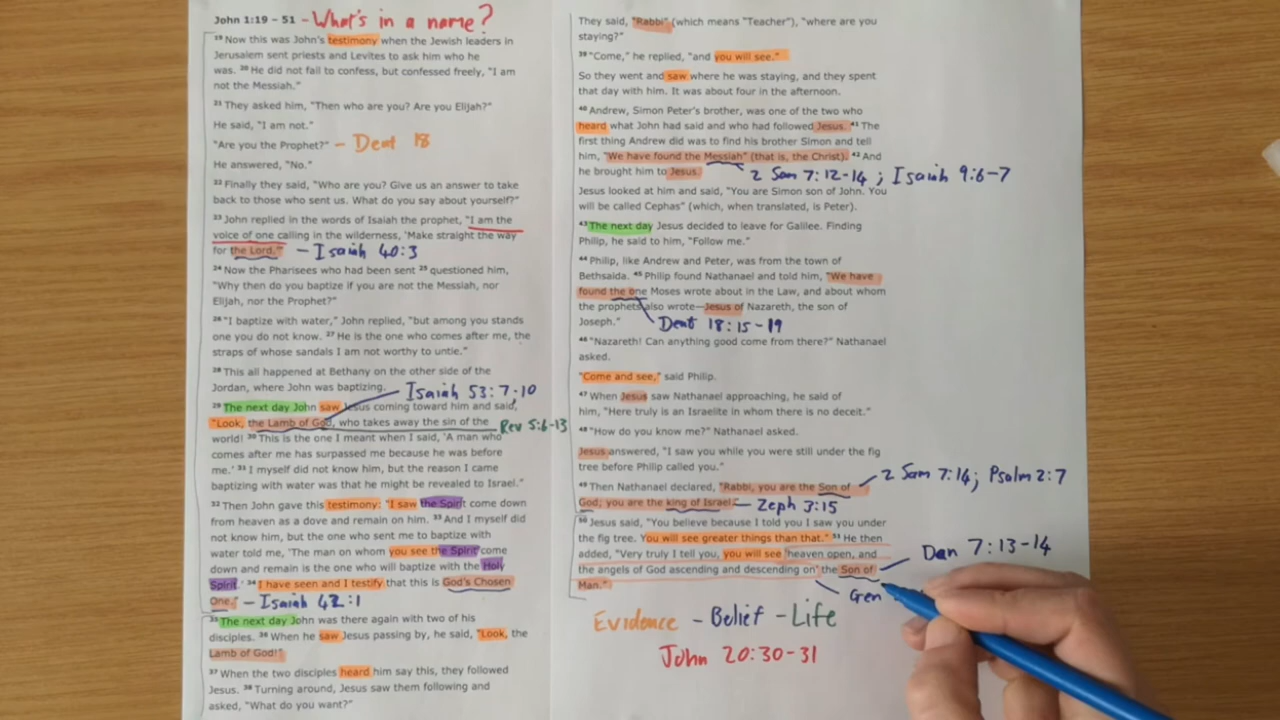 John 1:19 - 51 - What's in a name?
19 Now this was John's testimony when the Jewish leaders in
Jerusalem sent priests and Levites to ask him who he
was. 20 He did not fail to confess, but confessed freely, "I am
not the Messiah."
21 They asked him, "Then who are you? Are you Elijah?"
He said, "I am not."
"Are you the Prophet?" - Deut 18
He answered, "No."
22 Finally they said, "Who are you? Give us an answer to take
back to those who sent us. What do you say about yourself?"
23 John replied in the words of Isaiah the prophet, "I am the
voice of one calling in the wilderness, 'Make straight the way
for the Lord.'" - Isaiah 40:3
24 Now the Pharisees who had been sent 25 questioned him,
"Why then do you baptize if you are not the Messiah, nor
Elijah, nor the Prophet?"
26 "I baptize with water," John replied, "but among you stands
one you do not know. 27 He is the one who comes after me, the
straps of whose sandals I am not worthy to untie."
28 This all happened at Bethany on the other side of the
Jordan, where John was baptizing. Isaiah 53:7,10
29 The next day John saw Jesus coming toward him and said,
"Look, the Lamb of God, who takes away the sin of the Rev 5:6-13
world! 30 This is the one I meant when I said, 'A man who
comes after me has surpassed me because he was before
me.' 31 I myself did not know him, but the reason I came
baptizing with water was that he might be revealed to Israel."
32 Then John gave this testimony: "I saw the Spirit come down
from heaven as a dove and remain on him. 33 And I myself did
not know him, but the one who sent me to baptize with
water told me, 'The man on whom you see the Spirit come
down and remain is the one who will baptize with the Holy
Spirit.' 34 I have seen and I testify that this is God's Chosen
One." - Isaiah 42:1
35 The next day John was there again with two of his
disciples. 36 When he saw Jesus passing by, he said, "Look, the
Lamb of God!"
37 When the two disciples heard him say this, they followed
Jesus. 38 Turning around, Jesus saw them following and
asked, "What do you want?"
They said, "Rabbi" (which means "Teacher"), "where are you
staying?"
39 "Come," he replied, "and you will see."
So they went and saw where he was staying, and they spent
that day with him. It was about four in the afternoon.
40 Andrew, Simon Peter's brother, was one of the two who
heard what John had said and who had followed Jesus. 41 The
first thing Andrew did was to find his brother Simon and tell
him, "We have found the Messiah" (that is, the Christ). 42 And
he brought him to Jesus. 2 Sam 7:12-14 ; Isaiah 9:6-7
Jesus looked at him and said, "You are Simon son of John. You
will be called Cephas" (which, when translated, is Peter).
43 The next day Jesus decided to leave for Galilee. Finding
Philip, he said to him, "Follow me."
44 Philip, like Andrew and Peter, was from the town of
Bethsaida. 45 Philip found Nathanael and told him, "We have
found the one Moses wrote about in the Law, and about whom
the prophets also wrote—Jesus of Nazareth, the son of
Joseph." Deut 18:15-19
46 "Nazareth! Can anything good come from there?" Nathanael
asked.
"Come and see," said Philip.
47 When Jesus saw Nathanael approaching, he said of
him, "Here truly is an Israelite in whom there is no deceit."
48 "How do you know me?" Nathanael asked.
Jesus answered, "I saw you while you were still under the fig
tree before Philip called you." 2 Sam 7:14; Psalm 2:7
49 Then Nathanael declared, "Rabbi, you are the Son of
God; you are the king of Israel." - Zeph 3:15
50 Jesus said, "You believe because I told you I saw you under
the fig tree. You will see greater things than that." 51 He then
added, "Very truly I tell you, you will see 'heaven open, and Dan 7:13-14
the angels of God ascending and descending on' the Son of
Man." Gen
Evidence - Belief - Life
John 20:30-31